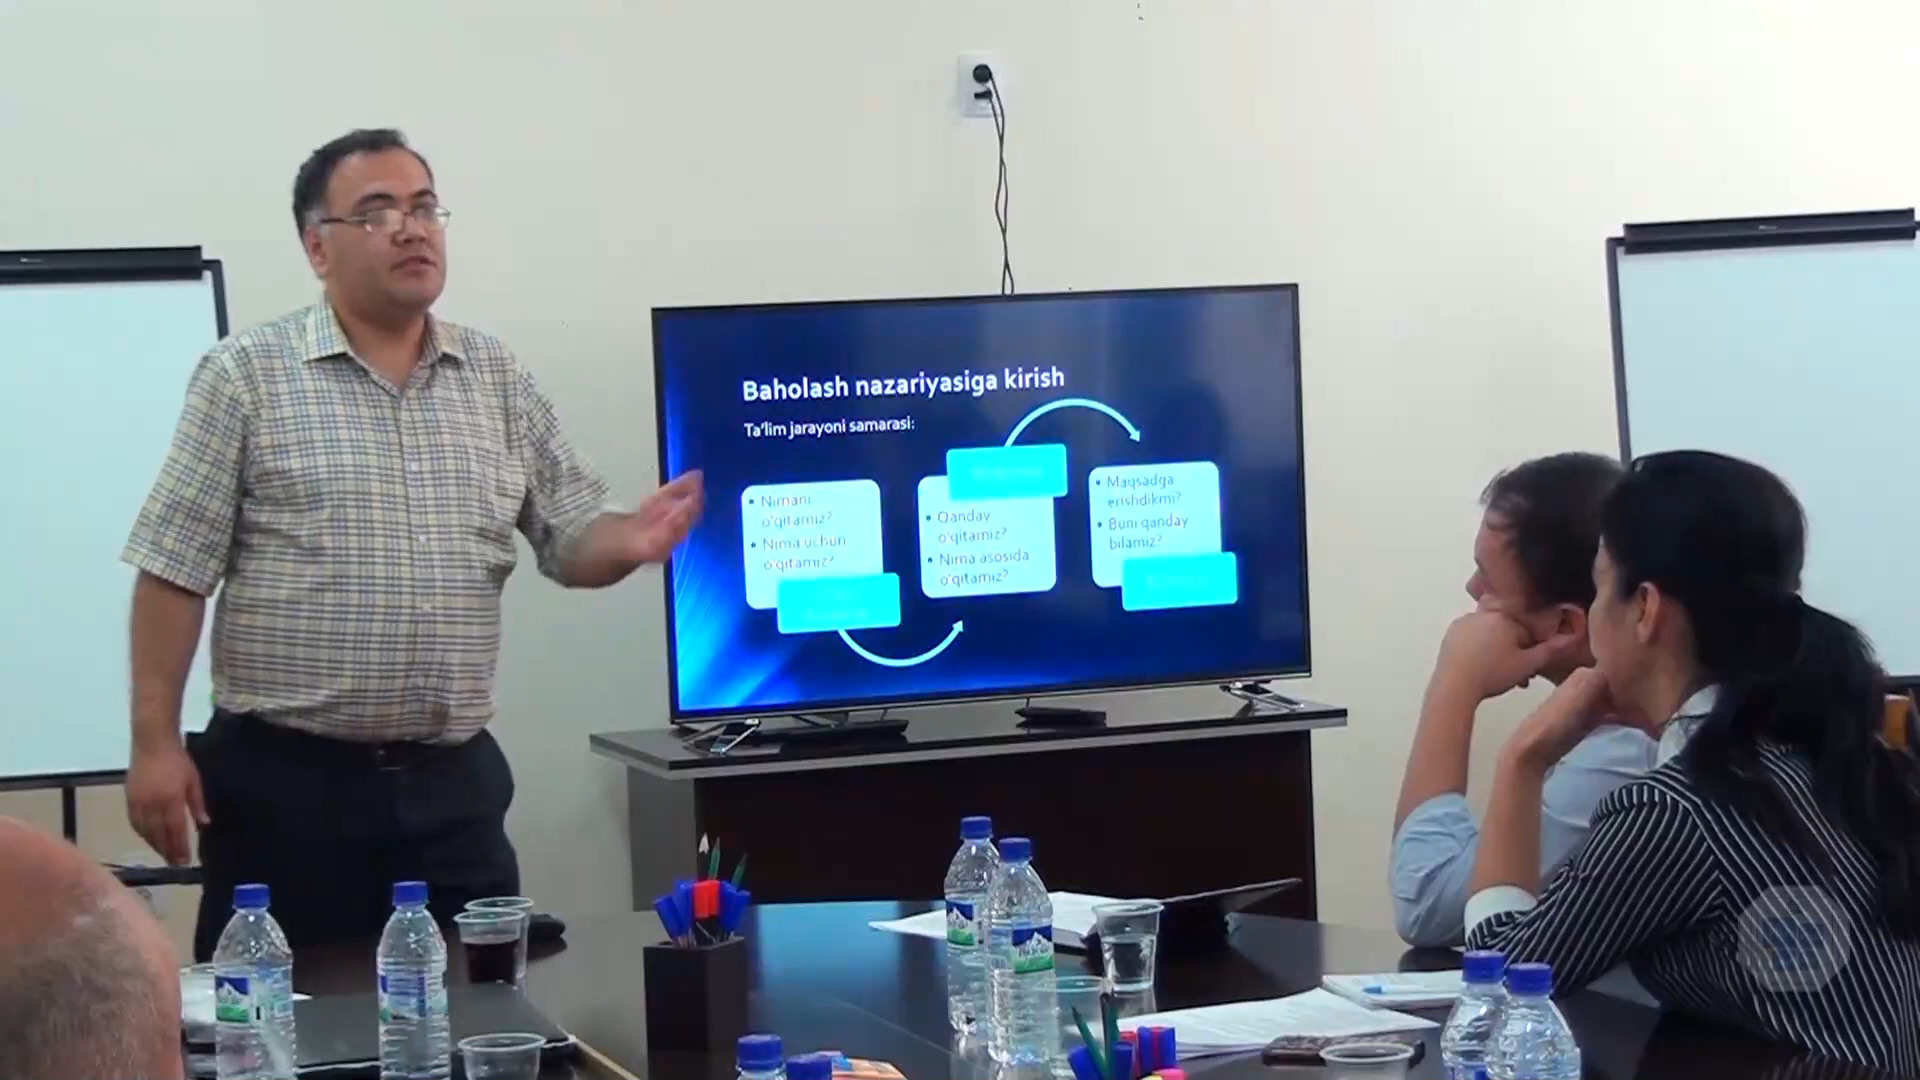 Baholash nazariyasiga kirish
Ta'lim jarayoni samarasi:
• Nimani
o'qitamiz?
• Nima uchun
o'qitamiz?
• Qanday
o'qitamiz?
• Nima asosida
o'qitamiz?
• Maqsadga
erishdikmi?
• Buni qanday
bilamiz?